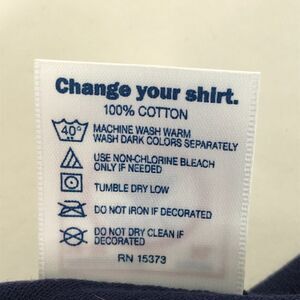 Change your shirt.
100% COTTON
40°
MACHINE WASH WARM
WASH DARK COLORS SEPARATELY
USE NON-CHLORINE BLEACH
ONLY IF NEEDED
TUMBLE DRY LOW
DO NOT IRON IF DECORATED
DO NOT DRY CLEAN IF
DECORATED
RN 15373